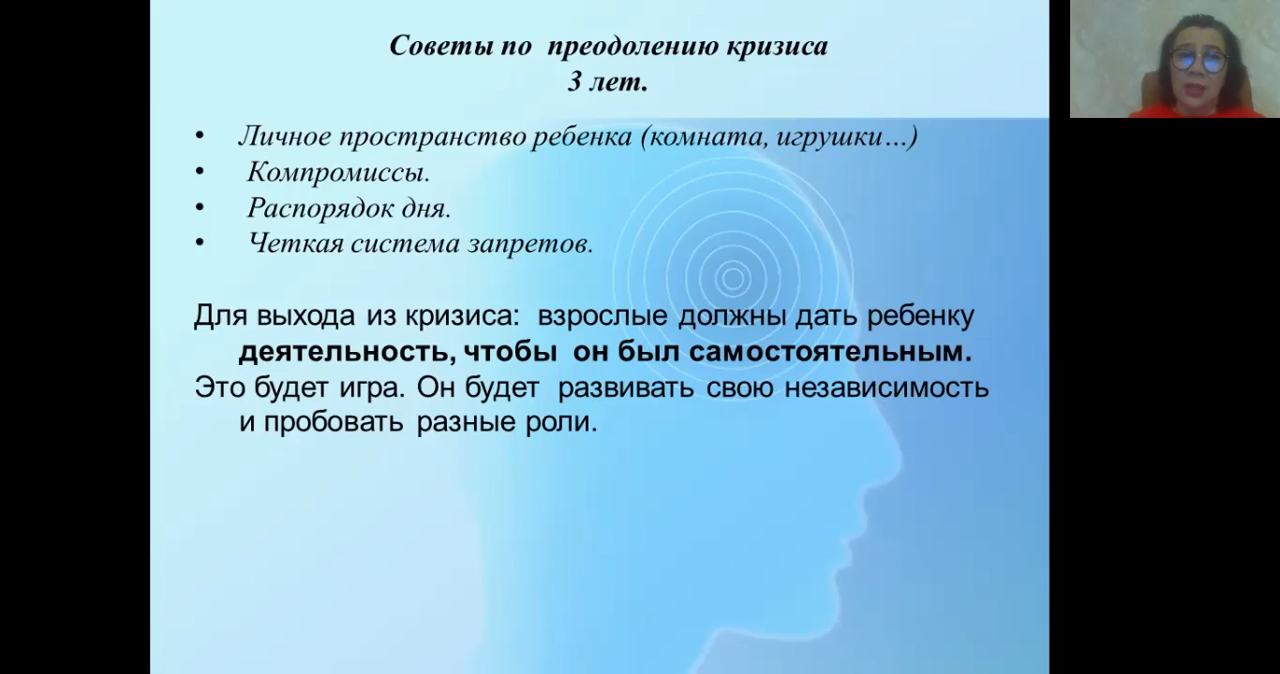 Советы по преодолению кризиса
3 лет.
• Личное пространство ребенка (комната, игрушки…)
• Компромиссы.
• Распорядок дня.
• Четкая система запретов.
Для выхода из кризиса: взрослые должны дать ребенку
деятельность, чтобы он был самостоятельным.
Это будет игра. Он будет развивать свою независимость
и пробовать разные роли.